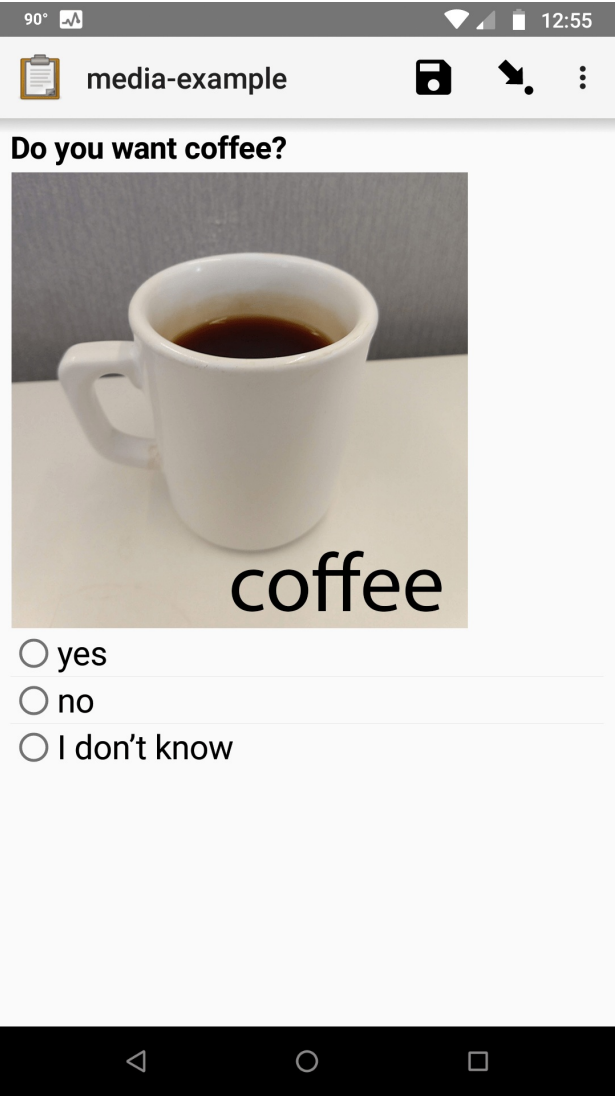 90°
12:55
media-example
Do you want coffee?
coffee
yes
no
I don’t know